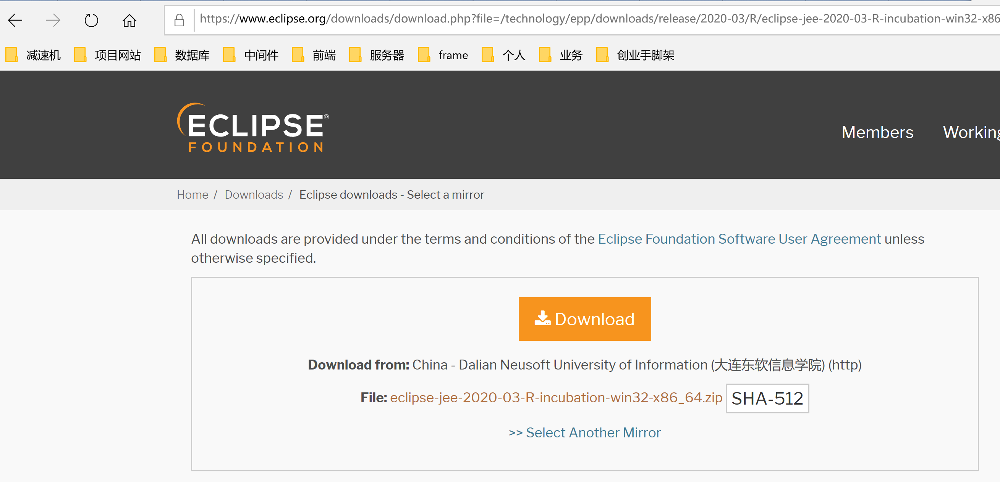 https://www.eclipse.org/downloads/download.php?file=/technology/epp/downloads/release/2020-03/R/eclipse-jee-2020-03-R-incubation-win32-x86
减速机 项目网站 数据库 中间件 前端 服务器 frame 个人 业务 创业手脚架
ECLIPSE®
FOUNDATION
Members Working
Home / Downloads / Eclipse downloads - Select a mirror
All downloads are provided under the terms and conditions of the Eclipse Foundation Software User Agreement unless
otherwise specified.
Download
Download from: China - Dalian Neusoft University of Information (大连东软信息学院) (http)
File: eclipse-jee-2020-03-R-incubation-win32-x86_64.zip SHA-512
>> Select Another Mirror